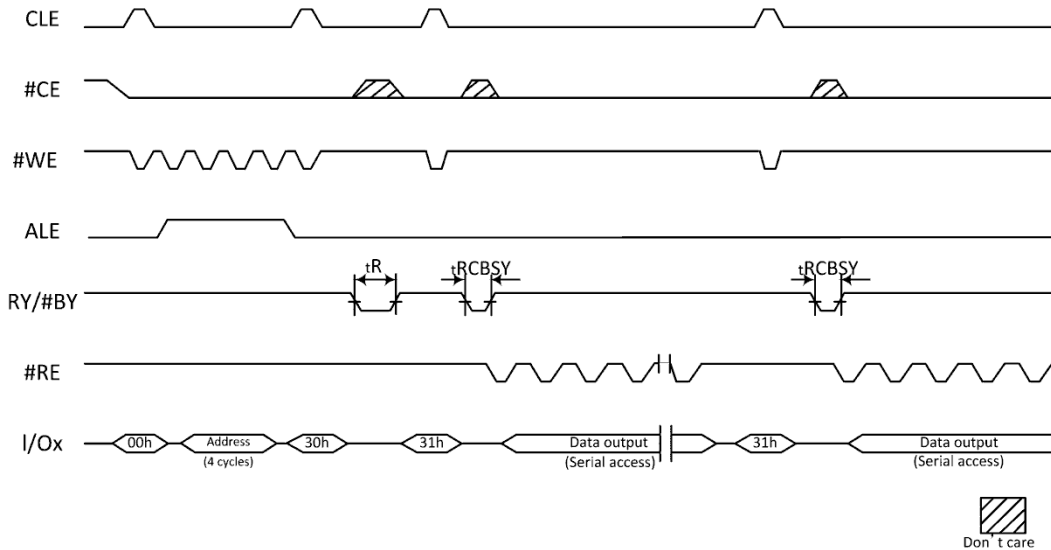 CLE
#CE
#WE
ALE
tR
tRCBSY
tRCBSY
RY/#BY
#RE
I/Ox
00h
Address
(4 cycles)
30h
31h
Data output
(Serial access)
31h
Data output
(Serial access)
Don't care